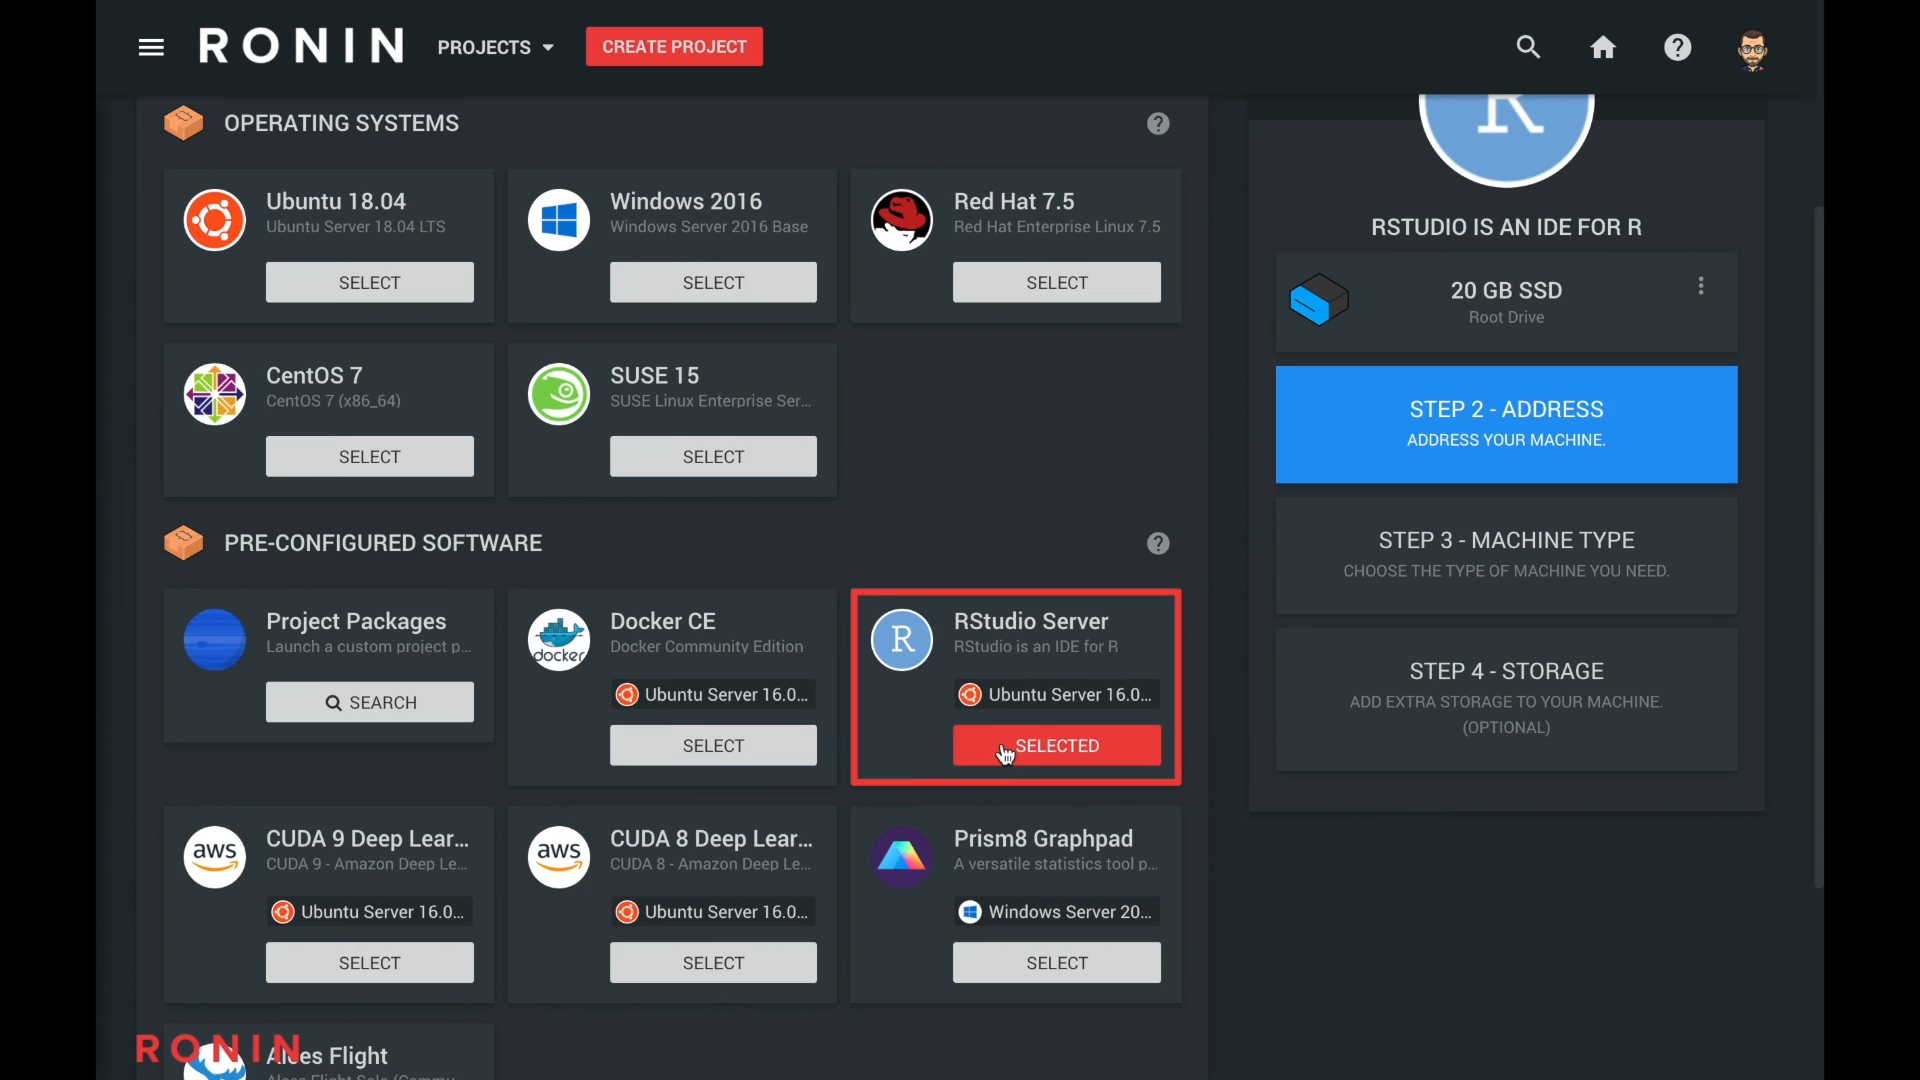 RONIN
PROJECTS
CREATE PROJECT
OPERATING SYSTEMS
Ubuntu 18.04
Ubuntu Server 18.04 LTS
SELECT
Windows 2016
Windows Server 2016 Base
SELECT
Red Hat 7.5
Red Hat Enterprise Linux 7.5
SELECT
CentOS 7
CentOS 7 (x86_64)
SELECT
SUSE 15
SUSE Linux Enterprise Ser...
SELECT
PRE-CONFIGURED SOFTWARE
Project Packages
Launch a custom project p...
SEARCH
docker
Docker CE
Docker Community Edition
Ubuntu Server 16.0...
SELECT
R
RStudio Server
RStudio is an IDE for R
Ubuntu Server 16.0...
SELECTED
aws
CUDA 9 Deep Lear...
CUDA 9 - Amazon Deep Le...
Ubuntu Server 16.0...
SELECT
aws
CUDA 8 Deep Lear...
CUDA 8 - Amazon Deep Le...
Ubuntu Server 16.0...
SELECT
Prism8 Graphpad
A versatile statistics tool p...
Windows Server 20...
SELECT
RONIN
Flight
R
RSTUDIO IS AN IDE FOR R
20 GB SSD
Root Drive
STEP 2 - ADDRESS
ADDRESS YOUR MACHINE.
STEP 3 - MACHINE TYPE
CHOOSE THE TYPE OF MACHINE YOU NEED.
STEP 4 - STORAGE
ADD EXTRA STORAGE TO YOUR MACHINE.
(OPTIONAL)